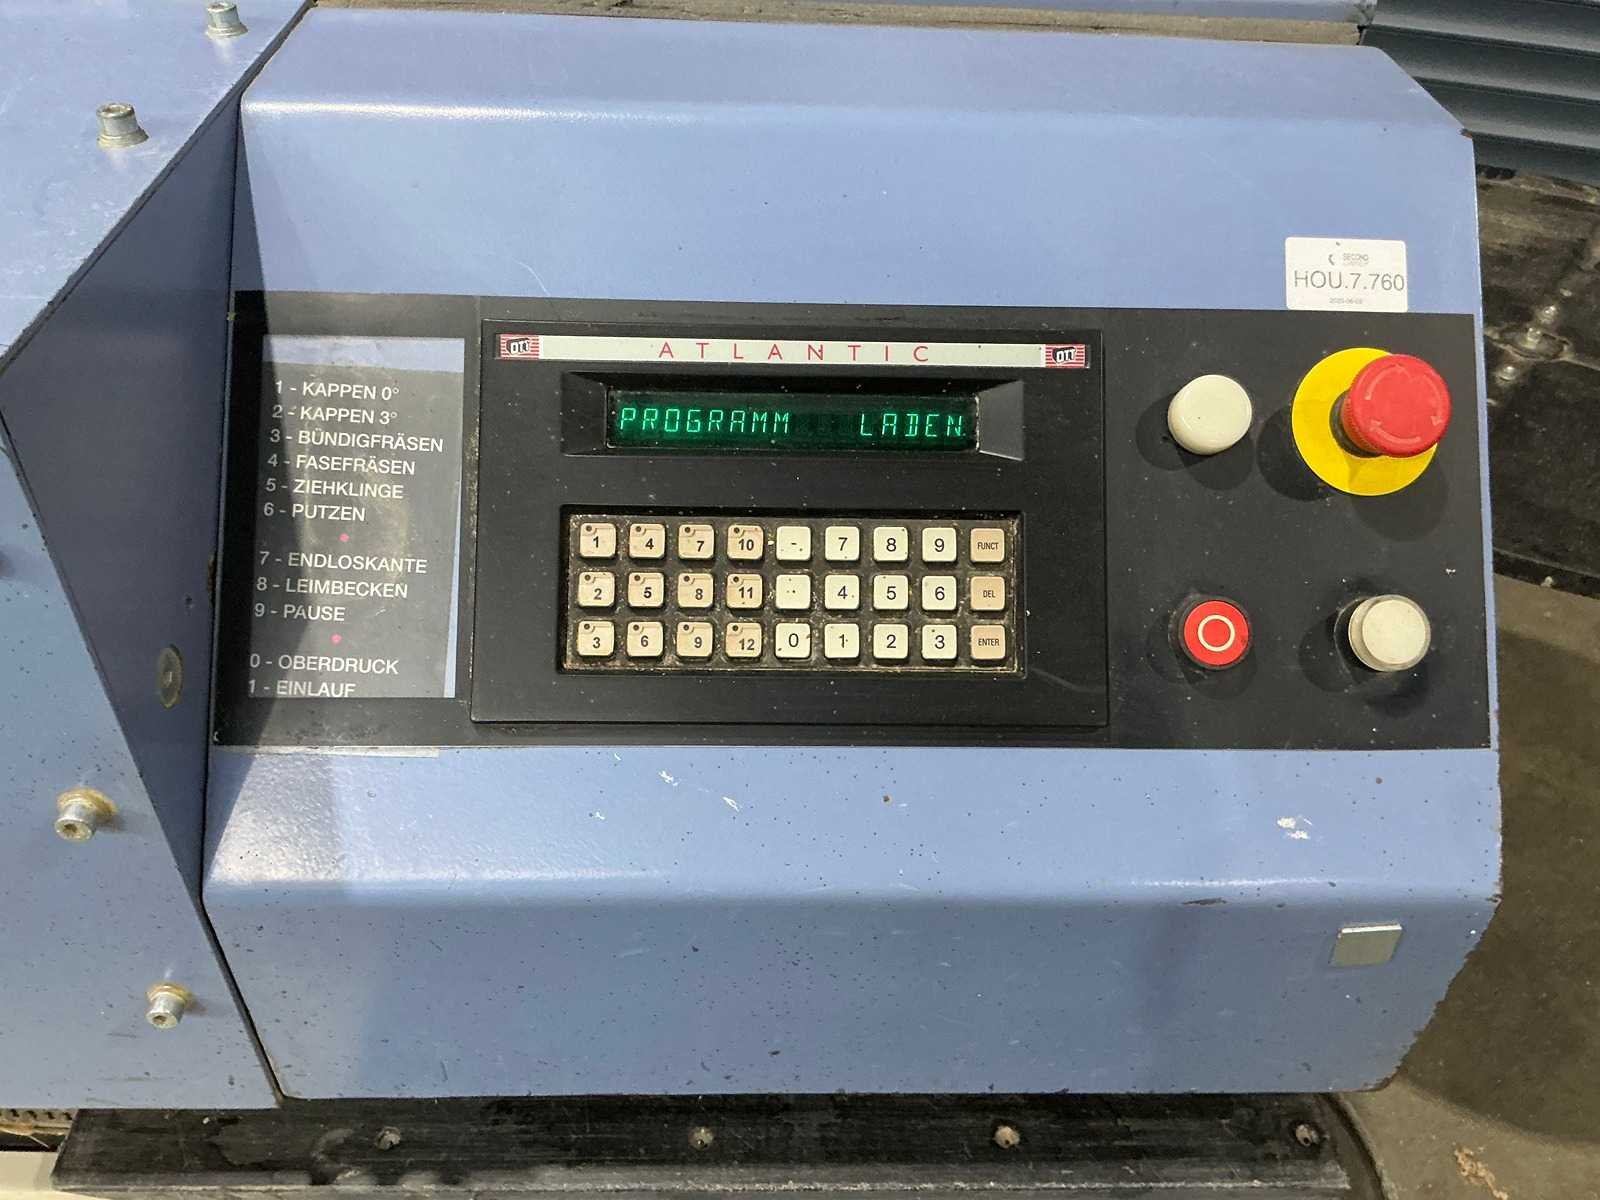 SECOND
HOU.7.760
OTT ATLANTIC OTT
PROGRAMM LADEN
1 - KAPPEN 0°
2 - KAPPEN 3°
3 - BÜNDIGFRÄSEN
4 - FASEFRÄSEN
5 - ZIEHKLINGE
6 - PUTZEN
7 - ENDLOSKANTE
8 - LEIMBECKEN
9 - PAUSE
0 - OBERDRUCK
1 - EINLAUF
1 4 7 10 - 7 8 9 FUNCT
2 5 8 11 . 4 5 6 DEL
3 6 9 12 0 1 2 3 ENTER